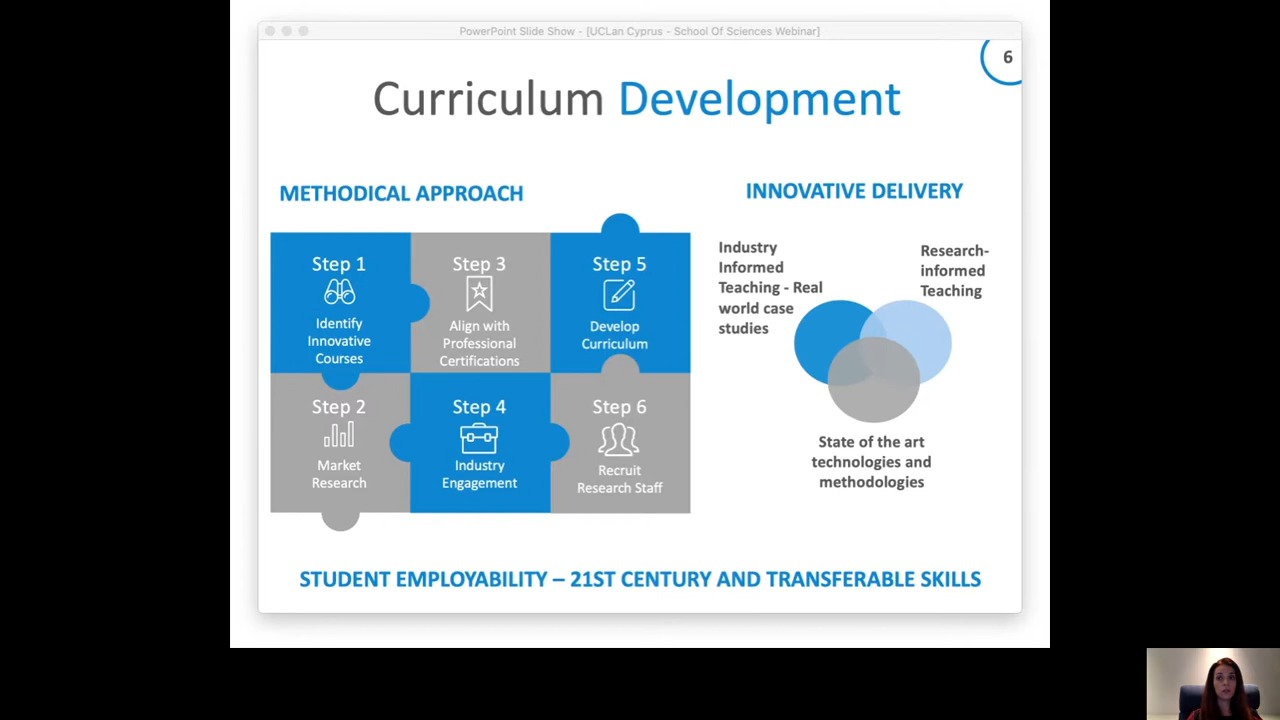 PowerPoint Slide Show - [UCLan Cyprus - School Of Sciences Webinar]
6
Curriculum Development
METHODICAL APPROACH
Step 1
Identify
Innovative
Courses
Step 3
Align with
Professional
Certifications
Step 5
Develop
Curriculum
Step 2
Market
Research
Step 4
Industry
Engagement
Step 6
Recruit
Research Staff
INNOVATIVE DELIVERY
Industry
Informed
Teaching - Real
world case
studies
Research-
informed
Teaching
State of the art
technologies and
methodologies
STUDENT EMPLOYABILITY – 21ST CENTURY AND TRANSFERABLE SKILLS